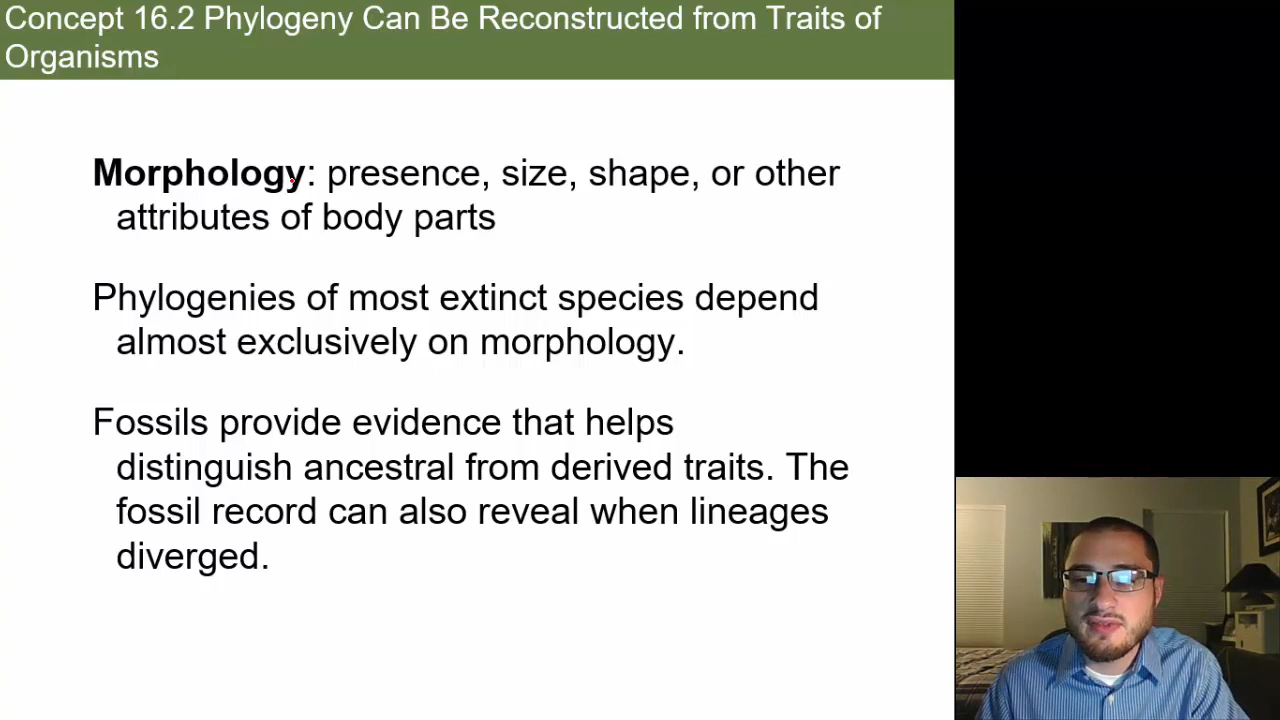 Concept 16.2 Phylogeny Can Be Reconstructed from Traits of
Organisms
Morphology: presence, size, shape, or other
attributes of body parts
Phylogenies of most extinct species depend
almost exclusively on morphology.
Fossils provide evidence that helps
distinguish ancestral from derived traits. The
fossil record can also reveal when lineages
diverged.